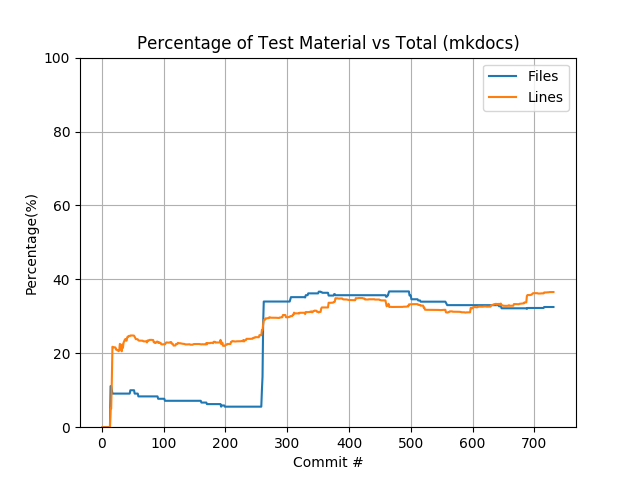 Percentage of Test Material vs Total (mkdocs)
Files
Lines
100
80
60
40
20
0
Percentage(%)
0 100 200 300 400 500 600 700
Commit #